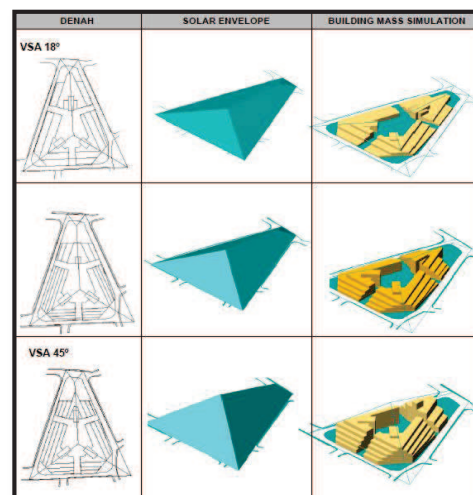 DENAH
SOLAR ENVELOPE
BUILDING MASS SIMULATION
VSA 18º
VSA 45º